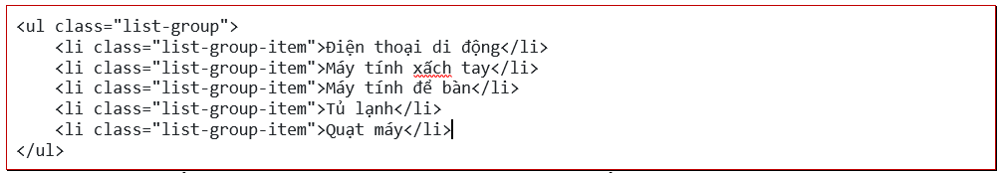 <ul class="list-group">
    <li class="list-group-item">Điện thoại di động</li>
    <li class="list-group-item">Máy tính xấch tay</li>
    <li class="list-group-item">Máy tính để bàn</li>
    <li class="list-group-item">Tủ lạnh</li>
    <li class="list-group-item">Quạt máy</li>
</ul>